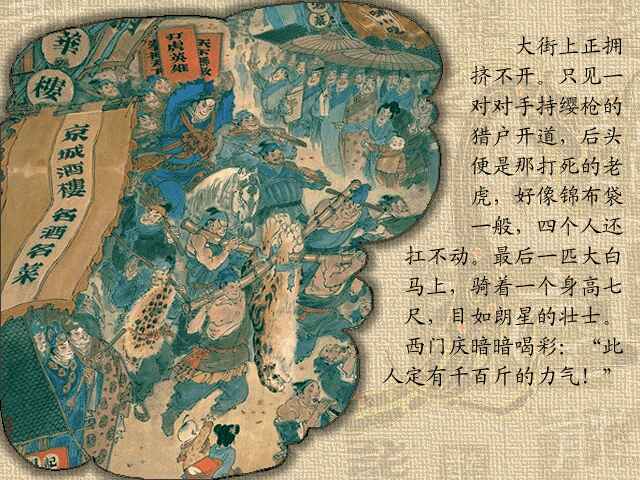 華
樓
打虎英雄
京城酒樓
名酒名菜
大街上正拥
挤不开。只见一
对对手持缨枪的
猎户开道，后头
便是那打死的老
虎，好像锦布袋
一般，四个人还
扛不动。最后一匹大白
马上，骑着一个身高七
尺，目如朗星的壮士。
西门庆暗暗喝彩：“此
人定有千百斤的力气！”